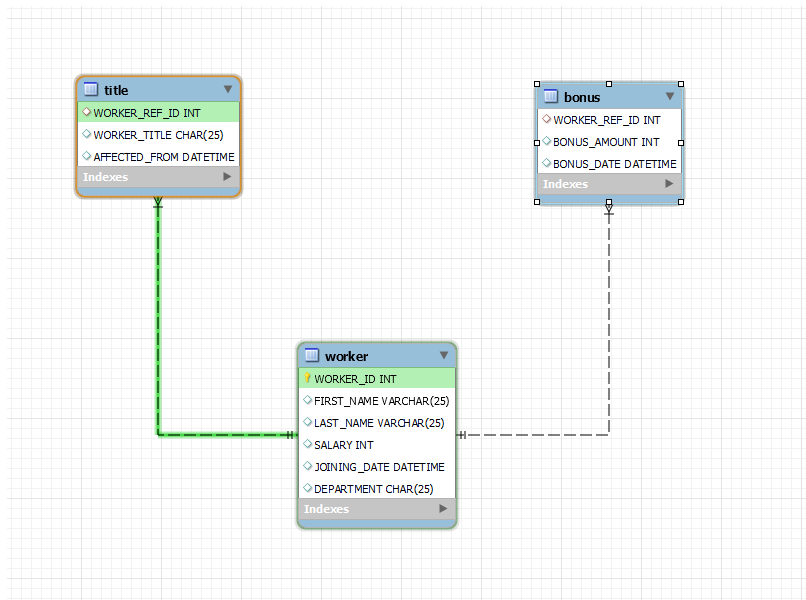 title
WORKER_REF_ID INT
WORKER_TITLE CHAR(25)
AFFECTED_FROM DATETIME
Indexes
bonus
WORKER_REF_ID INT
BONUS_AMOUNT INT
BONUS_DATE DATETIME
Indexes
worker
WORKER_ID INT
FIRST_NAME VARCHAR(25)
LAST_NAME VARCHAR(25)
SALARY INT
JOINING_DATE DATETIME
DEPARTMENT CHAR(25)
Indexes